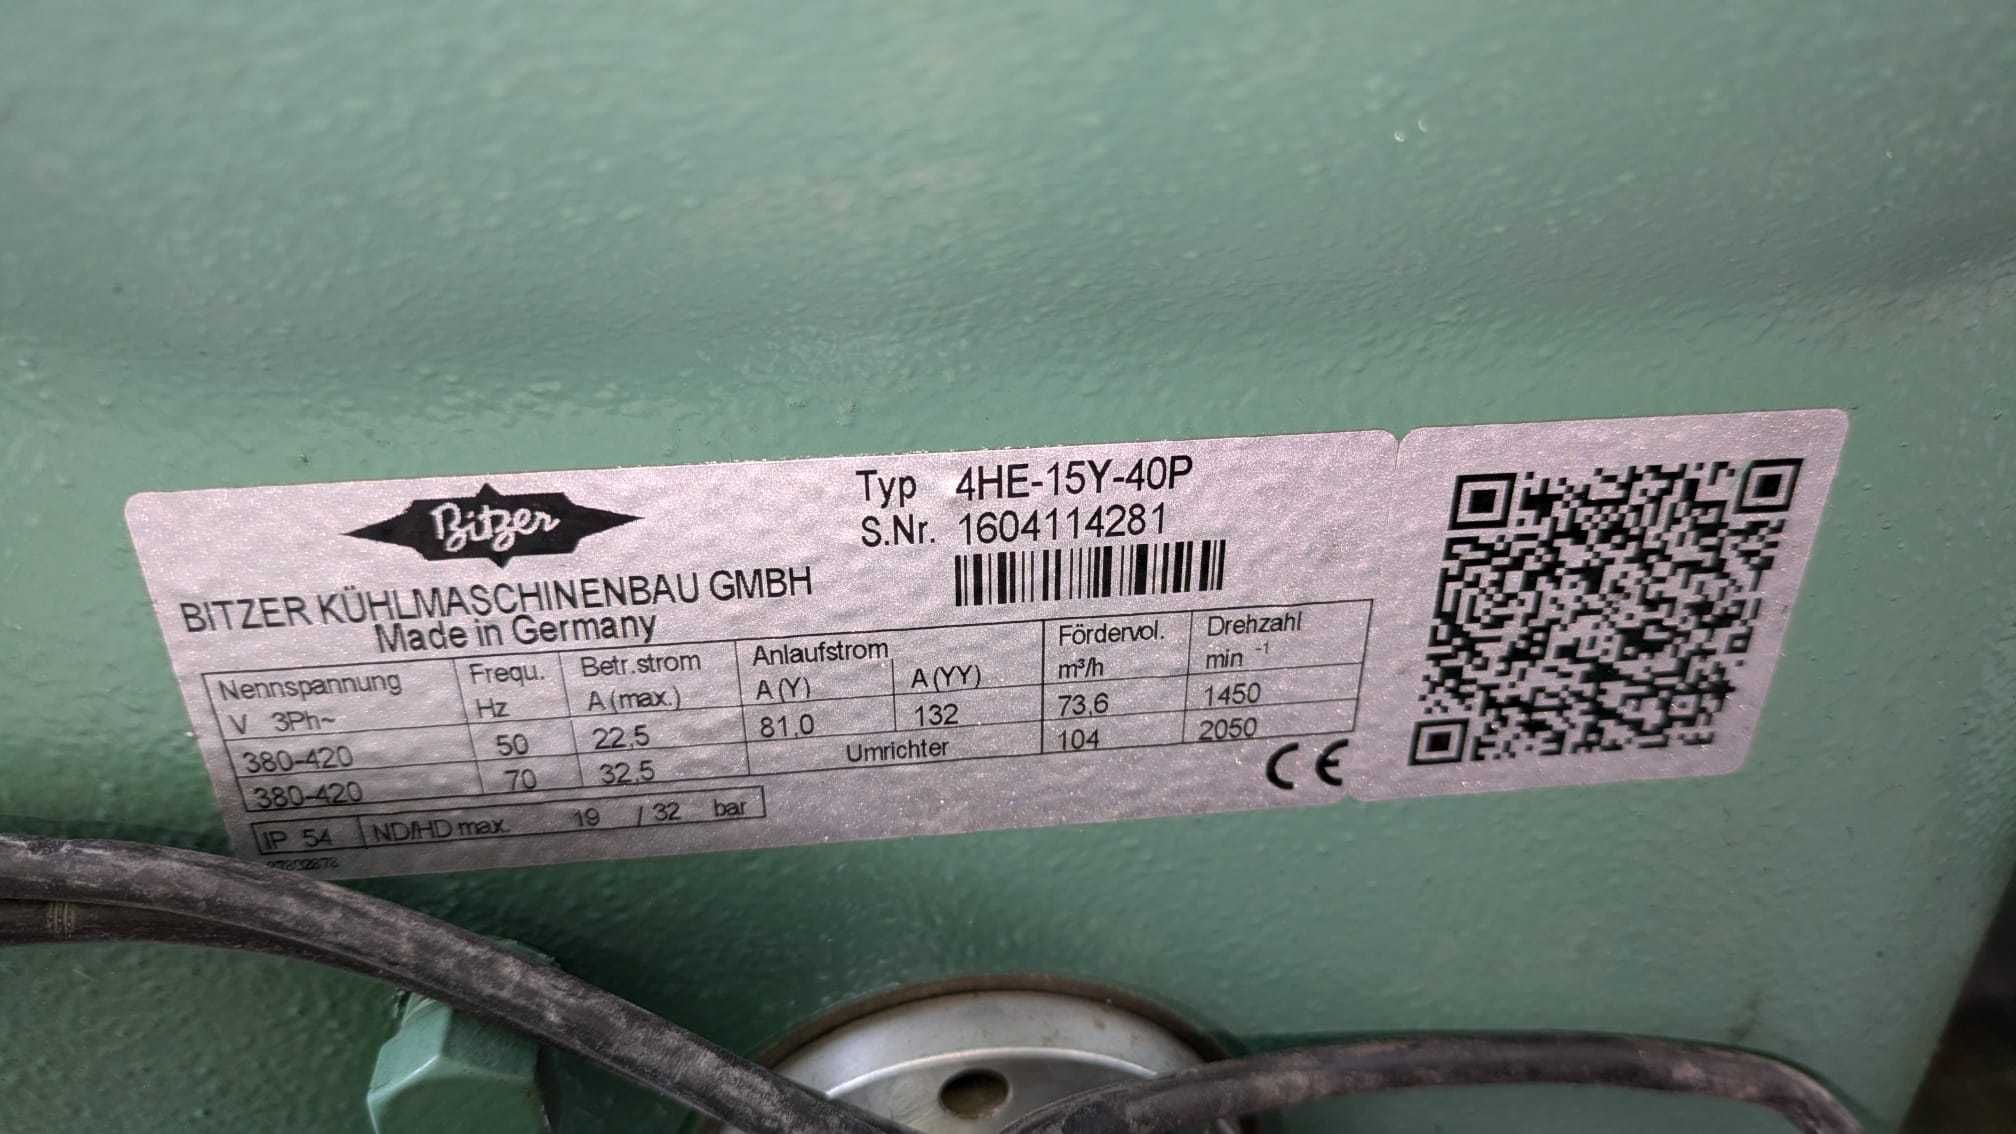 Bitzer
Typ 4HE-15Y-40P
S.Nr. 1604114281
BITZER KÜHLMASCHINENBAU GMBH
Made in Germany
Nennspannung Frequ. Betr.strom Anlaufstrom Fördervol. Drehzahl
V 3Ph~ Hz A (max.) A (Y) A (YY) m³/h min⁻¹
380-420 50 22,5 81,0 132 73,6 1450
380-420 70 32,5 Umrichter 104 2050
IP 54 ND/HD max. 19 / 32 bar
CE